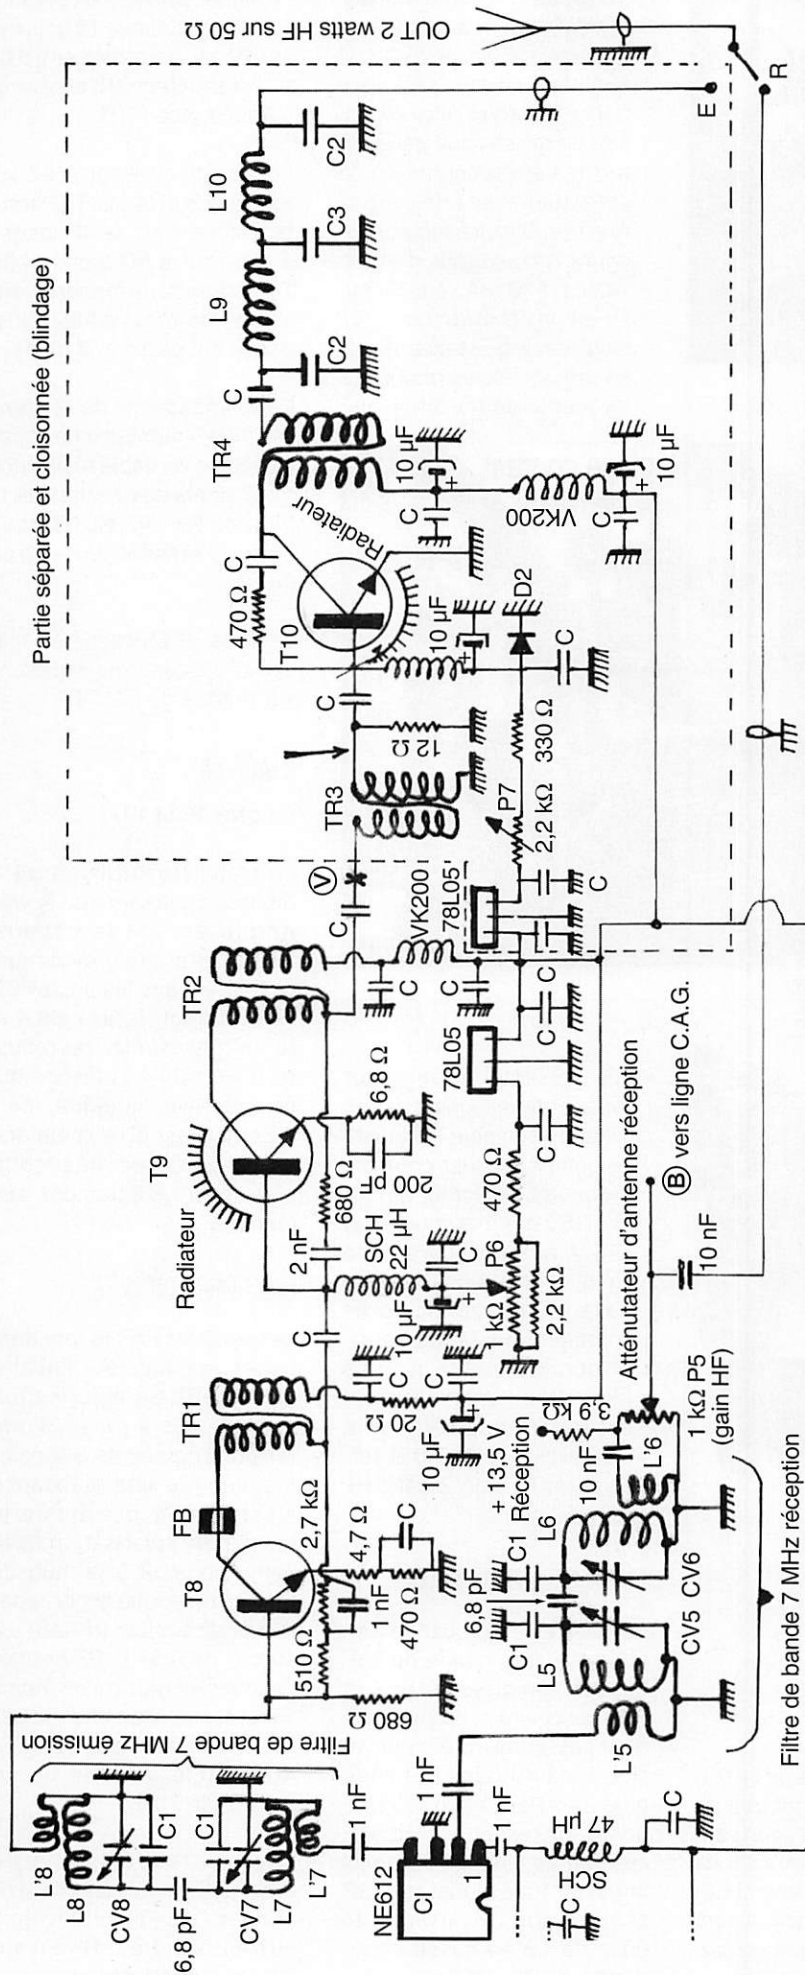 Partie séparée et cloisonnée (blindage)
OUT 2 watts HF sur 50 Ω
E
R
L9
L10
C
C2
C3
C2
TR4
10 µF
+
C
VK200
10 µF
+
C
Radiateur
470 Ω
C
T10
10 µF
+
D2
C
C
12 Ω
TR3
330 Ω
P7
2,2 kΩ
V
C
VK200
78L05
C
C
C
TR2
78L05
C
C
C
T9
Radiateur
6,8 Ω
200 PF
680 Ω
2 nF
SCH
22 µH
C
10 µF
+
470 Ω
P6
1 kΩ
2,2 kΩ
C
TR1
C
20 Ω
C
10 µF
+
FB
T8
2,7 kΩ
4,7 Ω
C
1 nF
470 Ω
510 Ω
680 Ω
+ 13,5 V
Réception
3,9 kΩ
10 nF
Atténutateur d'antenne réception
B vers ligne C.A.G.
10 nF
1 kΩ P5
(gain HF)
L'6
L6
C1
6,8 pF
C1
CV5 CV6
L5
L'5
Filtre de bande 7 MHz réception
Filtre de bande 7 MHz émission
L'8
L8
CV8
C1
6,8 pF
C1
CV7
L7
L'7
1 nF
NE612
CI
1
1 nF
1 nF
SCH
47 µH
C
C